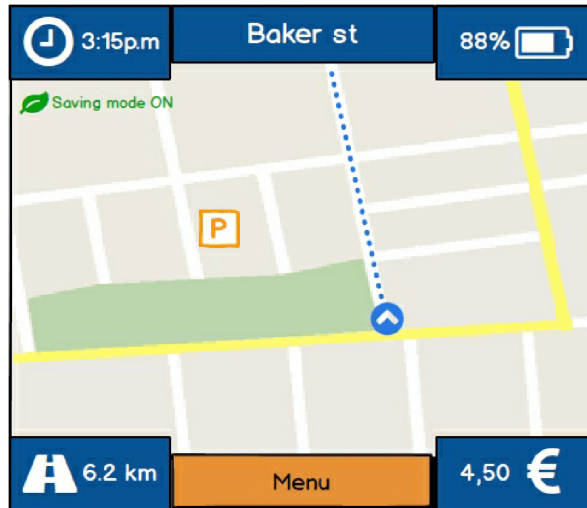 3:15p.m
Baker st
88%
Saving mode ON
P
6.2 km
Menu
4,50 €